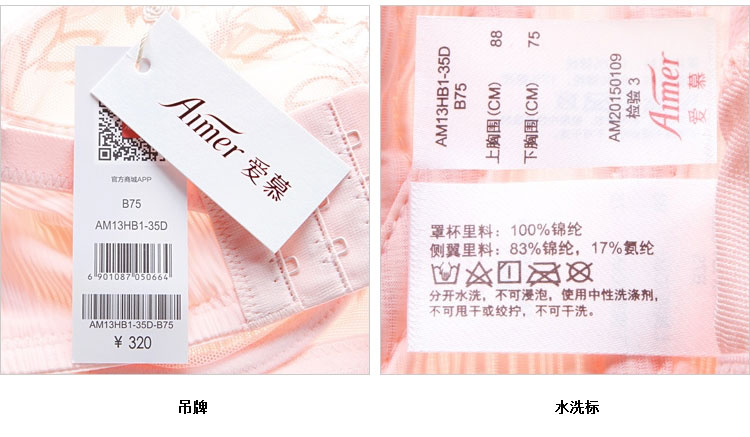 Aimer 爱慕
官方商城APP
B75
AM13HB1-35D
6 901087 050664
AM13HB1-35D-B75
¥ 320
吊牌
AM13HB1-35D
B75
上胸围(CM) 88
下胸围(CM) 75
AM20150109
检验 3
Aimer
爱慕
罩杯里料：100%锦纶
侧翼里料：83%锦纶，17%氨纶
分开水洗，不可浸泡，使用中性洗涤剂，
不可甩干或绞拧，不可干洗。
水洗标